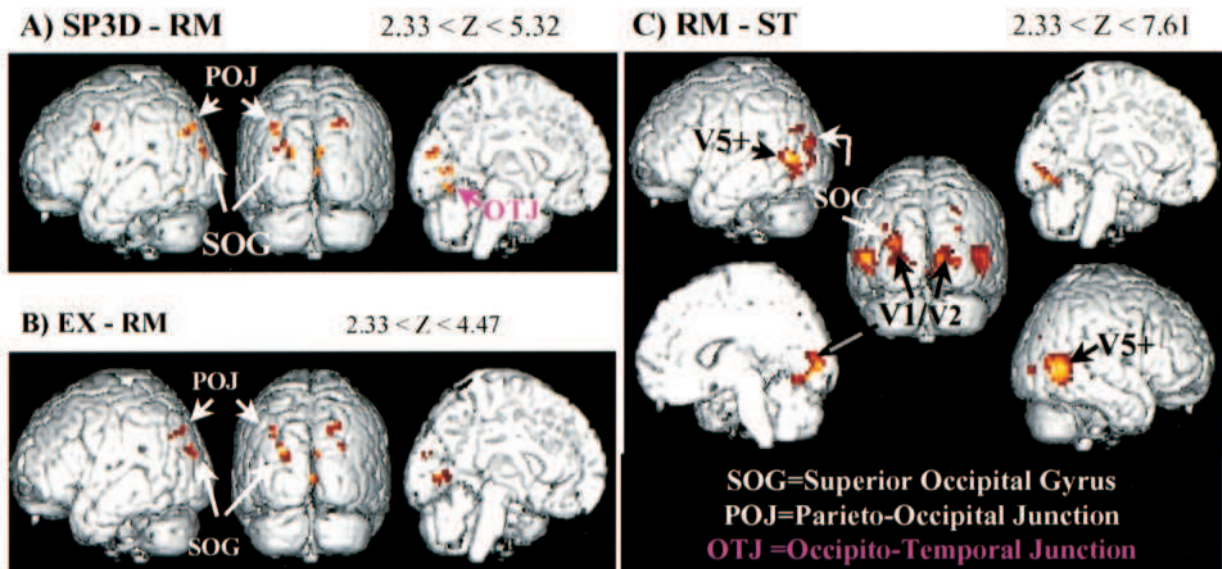 A) SP3D - RM 2.33 < Z < 5.32
POJ
SOG
OTJ
B) EX - RM 2.33 < Z < 4.47
POJ
SOG
C) RM - ST 2.33 < Z < 7.61
V5+
SOG
V1/V2
V5+
SOG=Superior Occipital Gyrus
POJ=Parieto-Occipital Junction
OTJ =Occipito-Temporal Junction